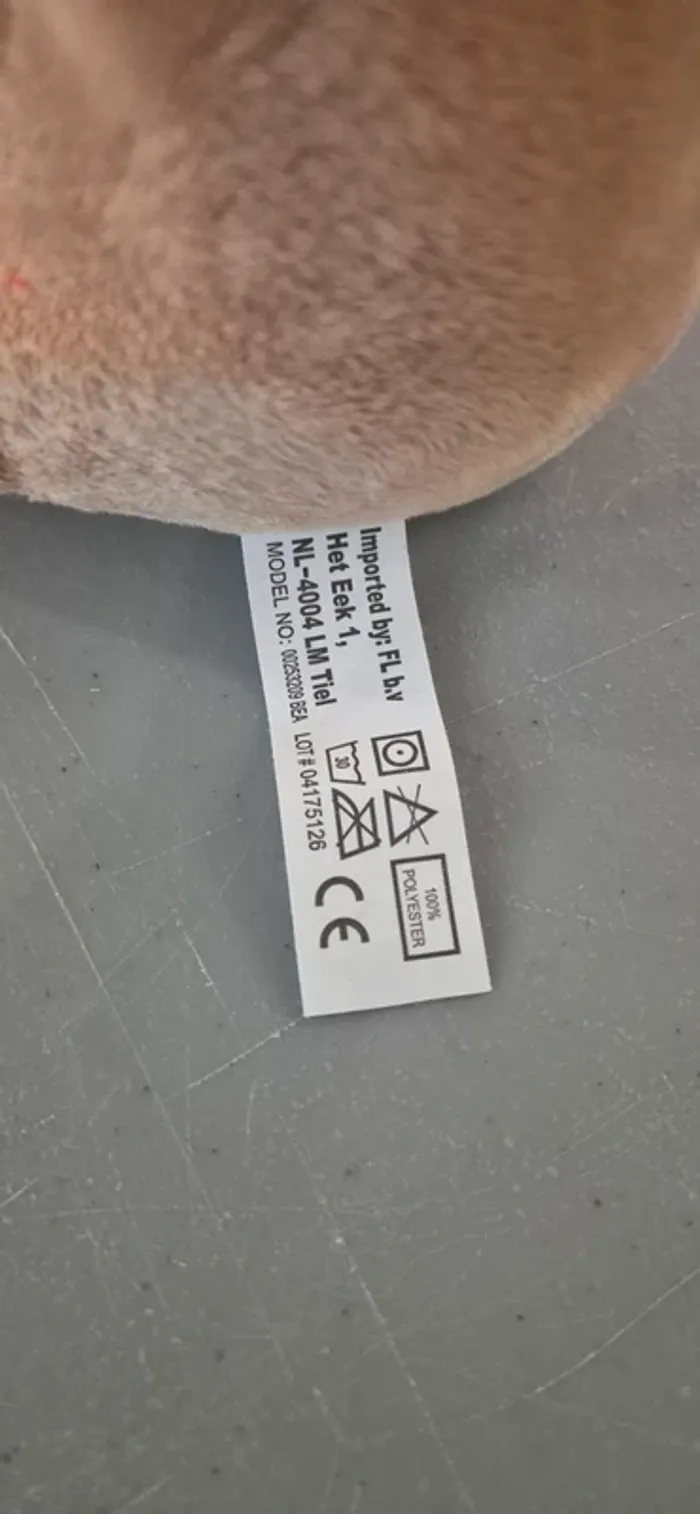 Imported by: FL b.v
Het Eek 1,
NL-4004 LM Tiel
MODEL NO: 00253209 BEA LOT# 04175126
30
CE
100%
POLYESTER